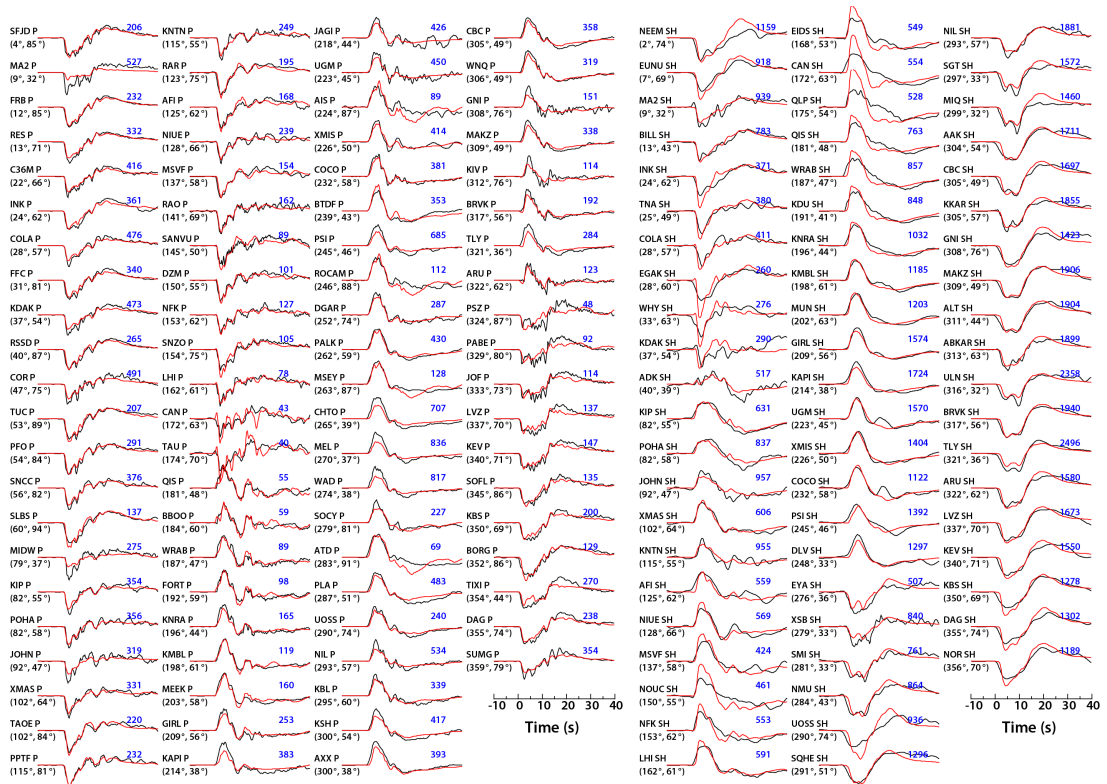 SFJD P 206
(4°, 85°)
MA2 P 527
(9°, 32°)
FRB P 232
(12°, 85°)
RES P 332
(13°, 71°)
C36M P 416
(22°, 66°)
INK P 361
(24°, 62°)
COLA P 476
(28°, 57°)
FFC P 340
(31°, 81°)
KDAK P 473
(37°, 54°)
RSSD P 265
(40°, 87°)
COR P 491
(47°, 75°)
TUC P 207
(53°, 89°)
PFO P 291
(54°, 84°)
SNCC P 376
(56°, 82°)
SLBS P 137
(60°, 94°)
MIDW P 275
(79°, 37°)
KIP P 354
(82°, 55°)
POHA P 356
(82°, 58°)
JOHN P 319
(92°, 47°)
XMAS P 331
(102°, 64°)
TAOE P 220
(102°, 84°)
PPTF P 232
(115°, 81°)
KNTN P 249
(115°, 55°)
RAR P 195
(123°, 75°)
AFI P 168
(125°, 62°)
NIUE P 239
(128°, 66°)
MSVF P 154
(137°, 58°)
RAO P 162
(141°, 69°)
SANVU P 89
(145°, 50°)
DZM P 101
(150°, 55°)
NFK P 127
(153°, 62°)
SNZO P 105
(154°, 75°)
LHI P 78
(162°, 61°)
CAN P 43
(172°, 63°)
TAU P 40
(174°, 70°)
QIS P 55
(181°, 48°)
BBOO P 59
(184°, 60°)
WRAB P 89
(187°, 47°)
FORT P 98
(192°, 59°)
KNRA P 165
(196°, 44°)
KMBL P 119
(198°, 61°)
MEEK P 160
(203°, 58°)
GIRL P 253
(209°, 56°)
KAPI P 383
(214°, 38°)
JAGI P 426
(218°, 44°)
UGM P 450
(223°, 45°)
AIS P 89
(224°, 87°)
XMIS P 414
(226°, 50°)
COCO P 381
(232°, 58°)
BTDF P 353
(239°, 43°)
PSI P 685
(245°, 46°)
ROCAM P 112
(246°, 88°)
DGAR P 287
(252°, 74°)
PALK P 430
(262°, 59°)
MSEY P 128
(263°, 87°)
CHTO P 707
(265°, 39°)
MEL P 836
(270°, 37°)
WAD P 817
(274°, 38°)
SOCY P 227
(279°, 81°)
ATD P 69
(283°, 91°)
PLA P 483
(287°, 51°)
UOSS P 240
(290°, 74°)
NIL P 534
(293°, 57°)
KBL P 339
(295°, 60°)
KSH P 417
(300°, 54°)
AXX P 393
(300°, 38°)
CBC P 358
(305°, 49°)
WNQ P 319
(306°, 49°)
GNI P 151
(308°, 76°)
MAKZ P 338
(309°, 49°)
KIV P 114
(312°, 76°)
BRVK P 192
(317°, 56°)
TLY P 284
(321°, 36°)
ARU P 123
(322°, 62°)
PSZ P 48
(324°, 87°)
PABE P 92
(329°, 80°)
JOF P 114
(333°, 73°)
LVZ P 137
(337°, 70°)
KEV P 147
(340°, 71°)
SOFL P 135
(345°, 86°)
KBS P 200
(350°, 69°)
BORG P 129
(352°, 86°)
TIXI P 270
(354°, 44°)
DAG P 238
(355°, 74°)
SUMG P 354
(359°, 79°)
-10 0 10 20 30 40
Time (s)
NEEM SH 1159
(2°, 74°)
EUNU SH 918
(7°, 69°)
MA2 SH 939
(9°, 32°)
BILL SH 783
(13°, 43°)
INK SH 371
(24°, 62°)
TNA SH 380
(25°, 49°)
COLA SH 411
(28°, 57°)
EGAK SH 260
(28°, 60°)
WHY SH 276
(33°, 63°)
KDAK SH 290
(37°, 54°)
ADK SH 517
(40°, 39°)
KIP SH 631
(82°, 55°)
POHA SH 837
(82°, 58°)
JOHN SH 957
(92°, 47°)
XMAS SH 606
(102°, 64°)
KNTN SH 955
(115°, 55°)
AFI SH 559
(125°, 62°)
NIUE SH 569
(128°, 66°)
MSVF SH 424
(137°, 58°)
NOUC SH 461
(150°, 55°)
NFK SH 553
(153°, 62°)
LHI SH 591
(162°, 61°)
EIDS SH 549
(168°, 53°)
CAN SH 554
(172°, 63°)
QLP SH 528
(175°, 54°)
QIS SH 763
(181°, 48°)
WRAB SH 857
(187°, 47°)
KDU SH 848
(191°, 41°)
KNRA SH 1032
(196°, 44°)
KMBL SH 1185
(198°, 61°)
MUN SH 1203
(202°, 63°)
GIRL SH 1574
(209°, 56°)
KAPI SH 1724
(214°, 38°)
UGM SH 1570
(223°, 45°)
XMIS SH 1404
(226°, 50°)
COCO SH 1122
(232°, 58°)
PSI SH 1392
(245°, 46°)
DLV SH 1297
(248°, 33°)
EYA SH 507
(276°, 36°)
XSB SH 840
(279°, 33°)
SMI SH 761
(281°, 33°)
NMU SH 864
(284°, 43°)
UOSS SH 936
(290°, 74°)
SQHE SH 1296
(291°, 51°)
NIL SH 1881
(293°, 57°)
SGT SH 1572
(297°, 33°)
MIQ SH 1460
(299°, 32°)
AAK SH 1711
(304°, 54°)
CBC SH 1697
(305°, 49°)
KKAR SH 1855
(305°, 57°)
GNI SH 1423
(308°, 76°)
MAKZ SH 1906
(309°, 49°)
ALT SH 1904
(311°, 44°)
ABKAR SH 1899
(313°, 63°)
ULN SH 2358
(316°, 32°)
BRVK SH 1940
(317°, 56°)
TLY SH 2496
(321°, 36°)
ARU SH 1580
(322°, 62°)
LVZ SH 1673
(337°, 70°)
KEV SH 1550
(340°, 71°)
KBS SH 1278
(350°, 69°)
DAG SH 1302
(355°, 74°)
NOR SH 1189
(356°, 70°)
-10 0 10 20 30 40
Time (s)